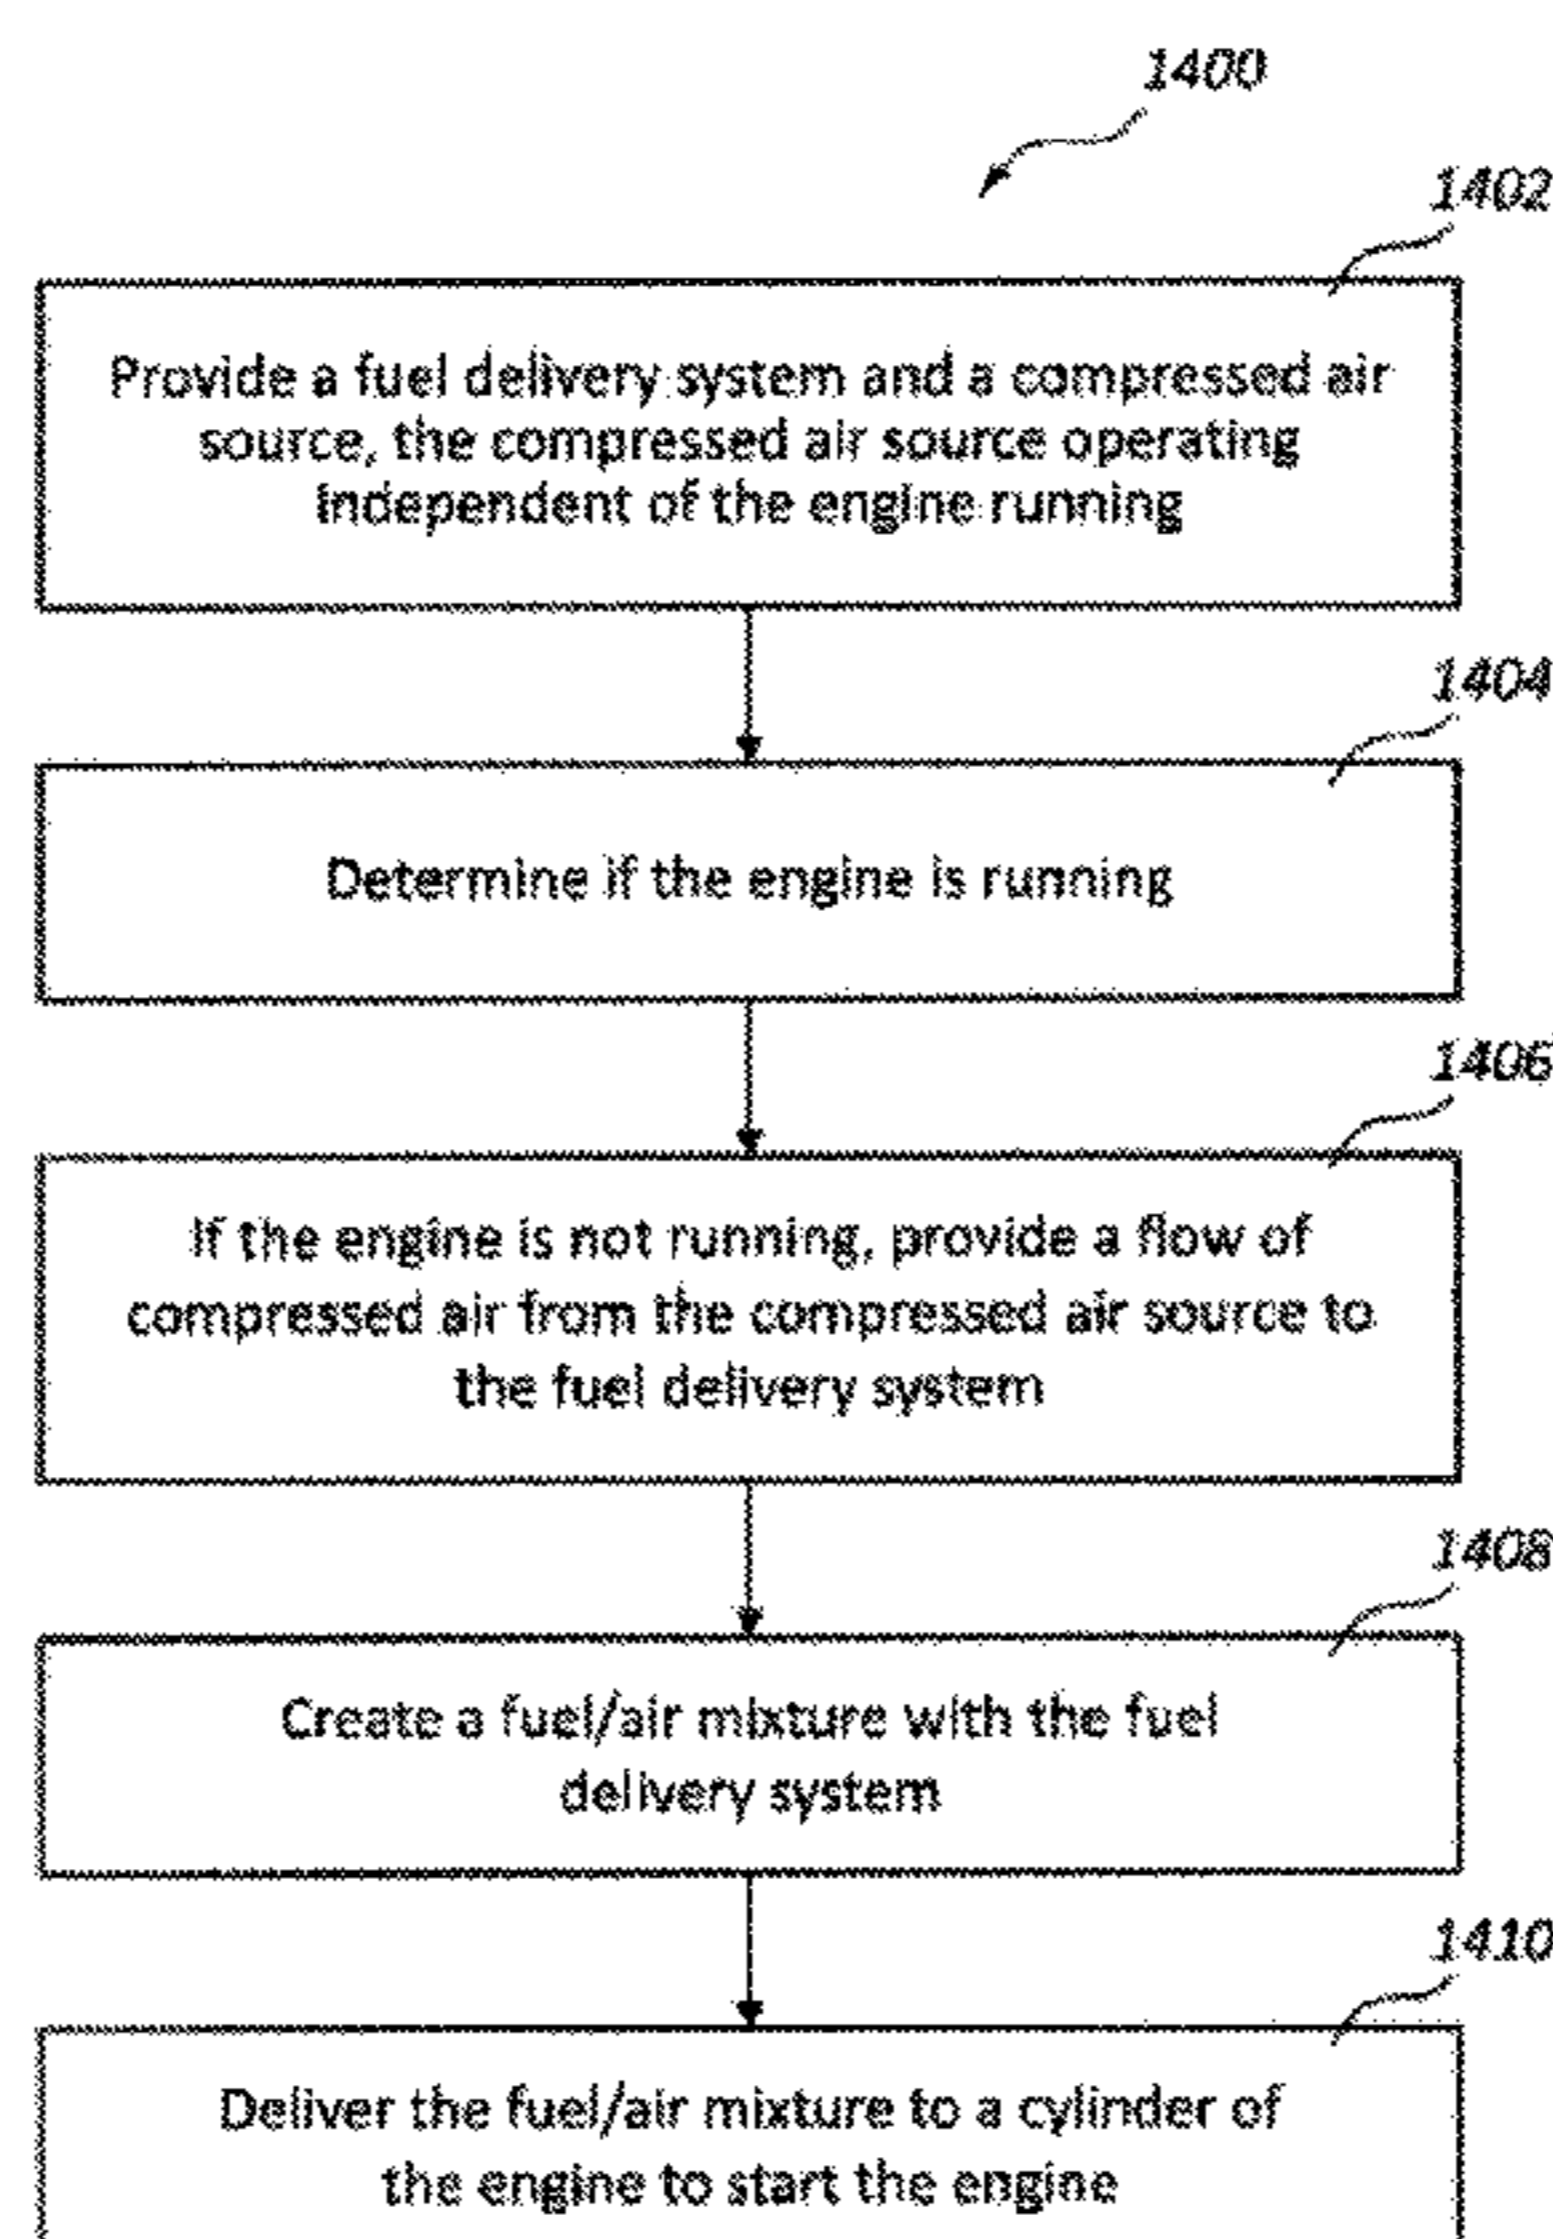 1400
1402
Provide a fuel delivery system and a compressed air
source, the compressed air source operating
independent of the engine running
1404
Determine if the engine is running
1406
If the engine is not running, provide a flow of
compressed air from the compressed air source to
the fuel delivery system
1408
Create a fuel/air mixture with the fuel
delivery system
1410
Deliver the fuel/air mixture to a cylinder of
the engine to start the engine